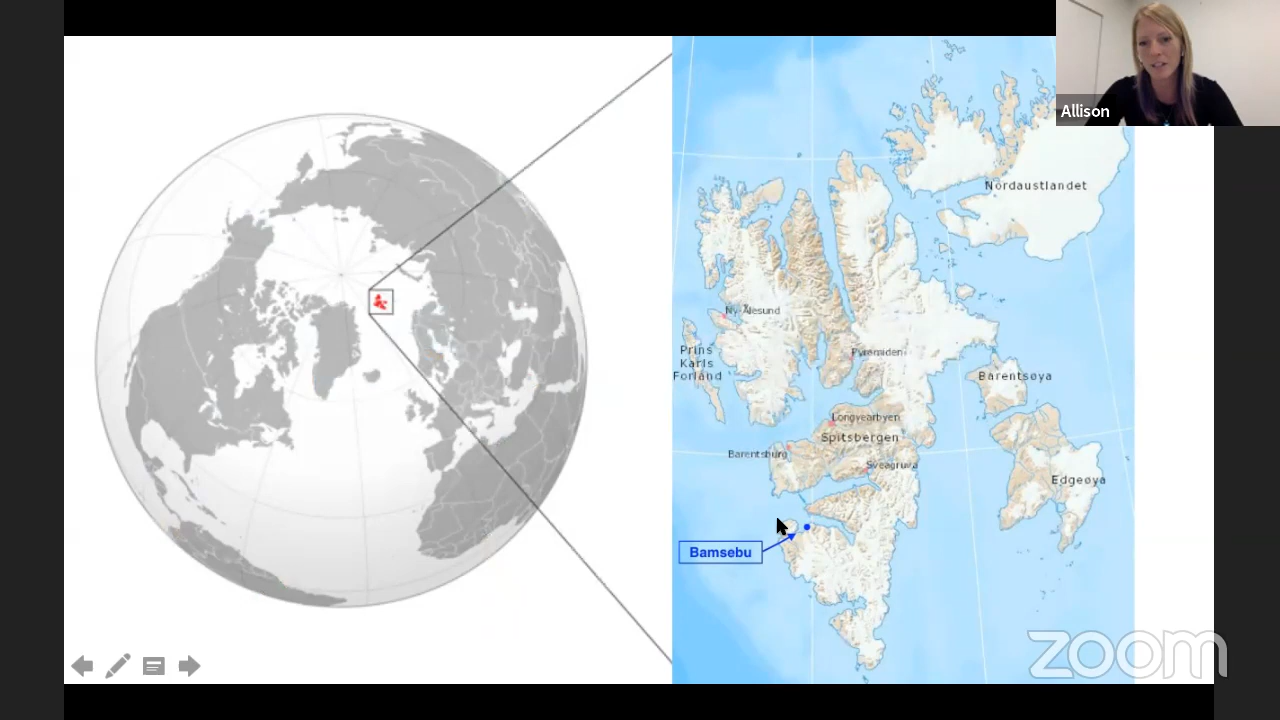 Allison
Nordaustlandet
Ny-Ålesund
Prins
Karls
Forland
Pyramiden
Barentsøya
Longyearbyen
Spitsbergen
Barentsburg
Sveagruva
Edgeøya
Bamsebu
zoom